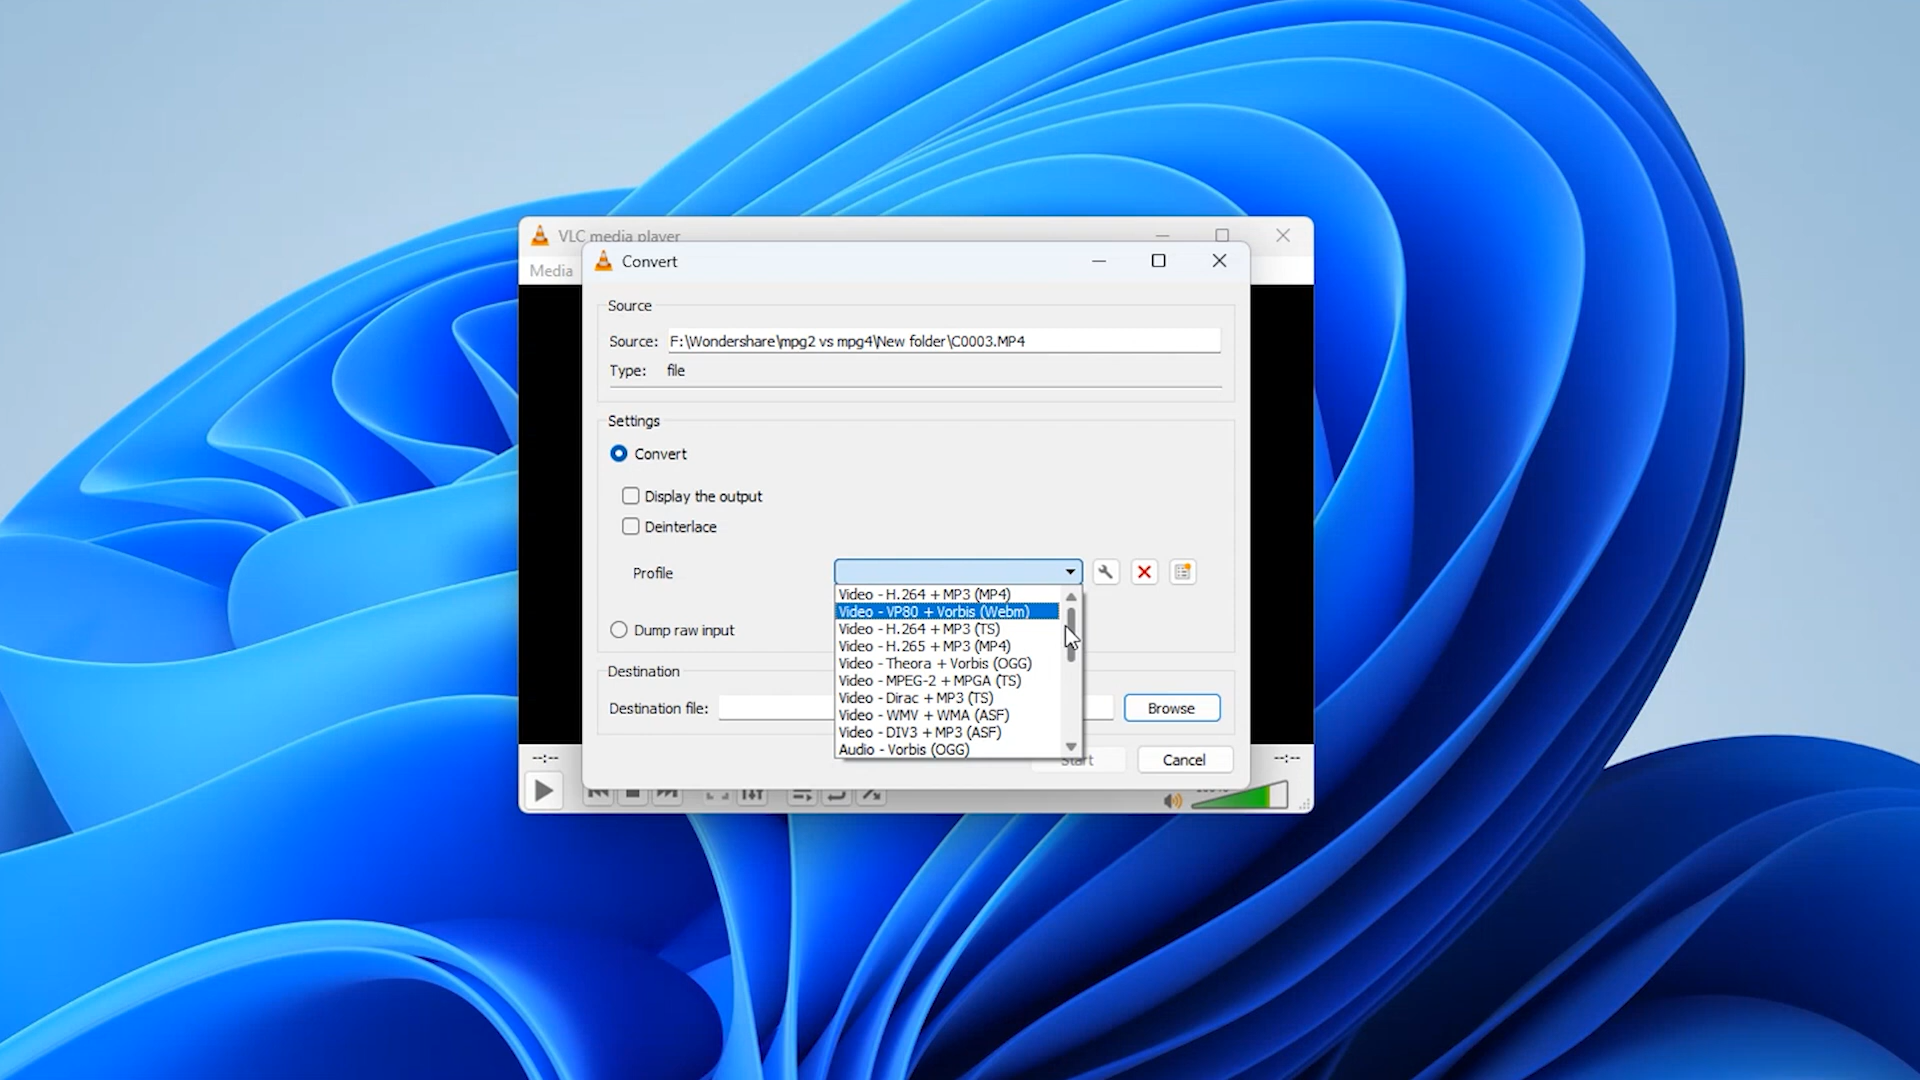 VLC media player
Media
Convert
Source
Source: F:\Wondershare\mpg2 vs mpg4\New folder\C0003.MP4
Type: file
Settings
Convert
Display the output
Deinterlace
Profile
Video - H.264 + MP3 (MP4)
Video - VP80 + Vorbis (Webm)
Video - H.264 + MP3 (TS)
Dump raw input
Video - H.265 + MP3 (MP4)
Video - Theora + Vorbis (OGG)
Destination
Video - MPEG-2 + MPGA (TS)
Video - Dirac + MP3 (TS)
Destination file:
Browse
Video - WMV + WMA (ASF)
Video - DIV3 + MP3 (ASF)
Audio - Vorbis (OGG)
--:--
Start
Cancel
--:--